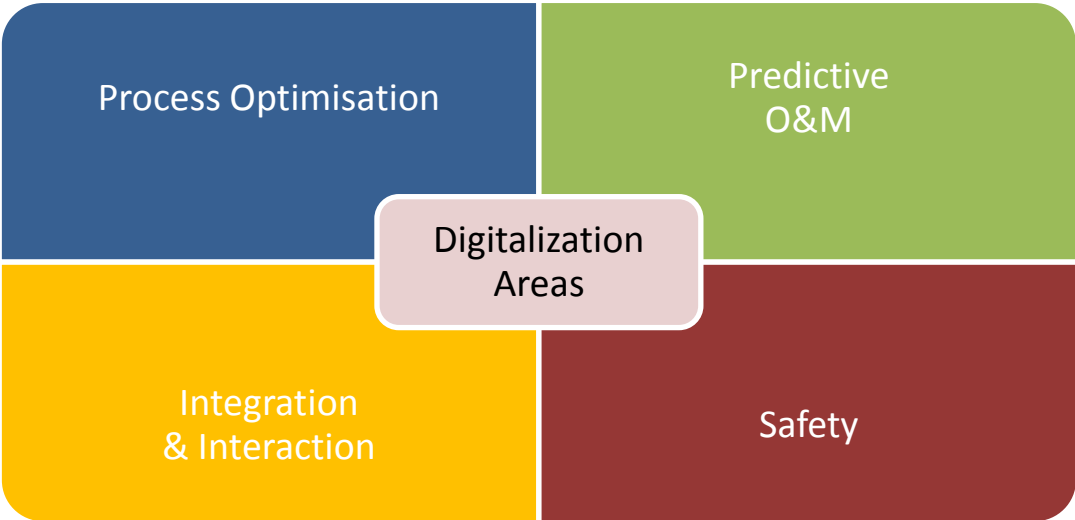 Process Optimisation
Predictive
O&M
Digitalization
Areas
Integration
& Interaction
Safety